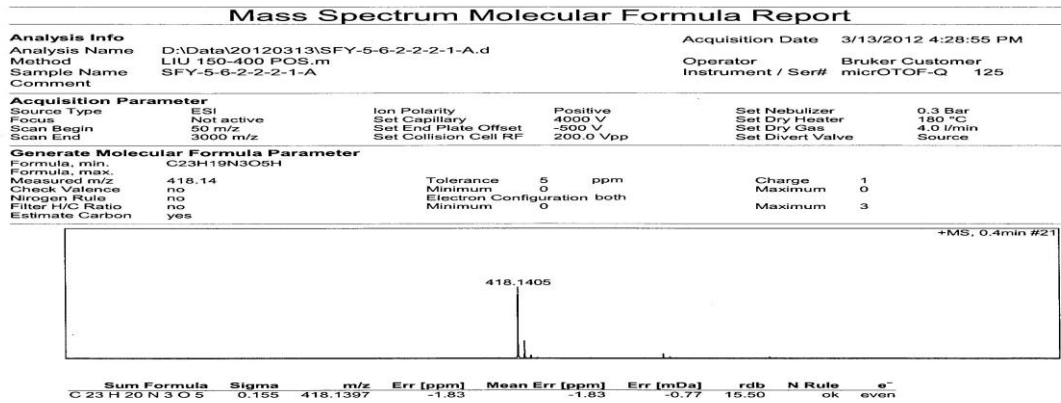 Mass Spectrum Molecular Formula Report
Analysis Info Acquisition Date 3/13/2012 4:28:55 PM
Analysis Name D:\Data\20120313\SFY-5-6-2-2-2-1-A.d
Method LIU 150-400 POS.m Operator Bruker Customer
Sample Name SFY-5-6-2-2-2-1-A Instrument / Ser# micrOTOF-Q 125
Comment
Acquisition Parameter
Source Type ESI Ion Polarity Positive Set Nebulizer 0.3 Bar
Focus Not active Set Capillary 4000 V Set Dry Heater 180 °C
Scan Begin 50 m/z Set End Plate Offset -500 V Set Dry Gas 4.0 l/min
Scan End 3000 m/z Set Collision Cell RF 200.0 Vpp Set Divert Valve Source
Generate Molecular Formula Parameter
Formula, min. C23H19N3O5H
Formula, max.
Measured m/z 418.14 Tolerance 5 ppm Charge 1
Check Valence no Minimum 0 Maximum 0
Nirogen Rule no Electron Configuration both
Filter H/C Ratio no Minimum 0 Maximum 3
Estimate Carbon yes
+MS, 0.4min #21
418.1405
Sum Formula Sigma m/z Err [ppm] Mean Err [ppm] Err [mDa] rdb N Rule e⁻
C 23 H 20 N 3 O 5 0.155 418.1397 -1.83 -1.83 -0.77 15.50 ok even